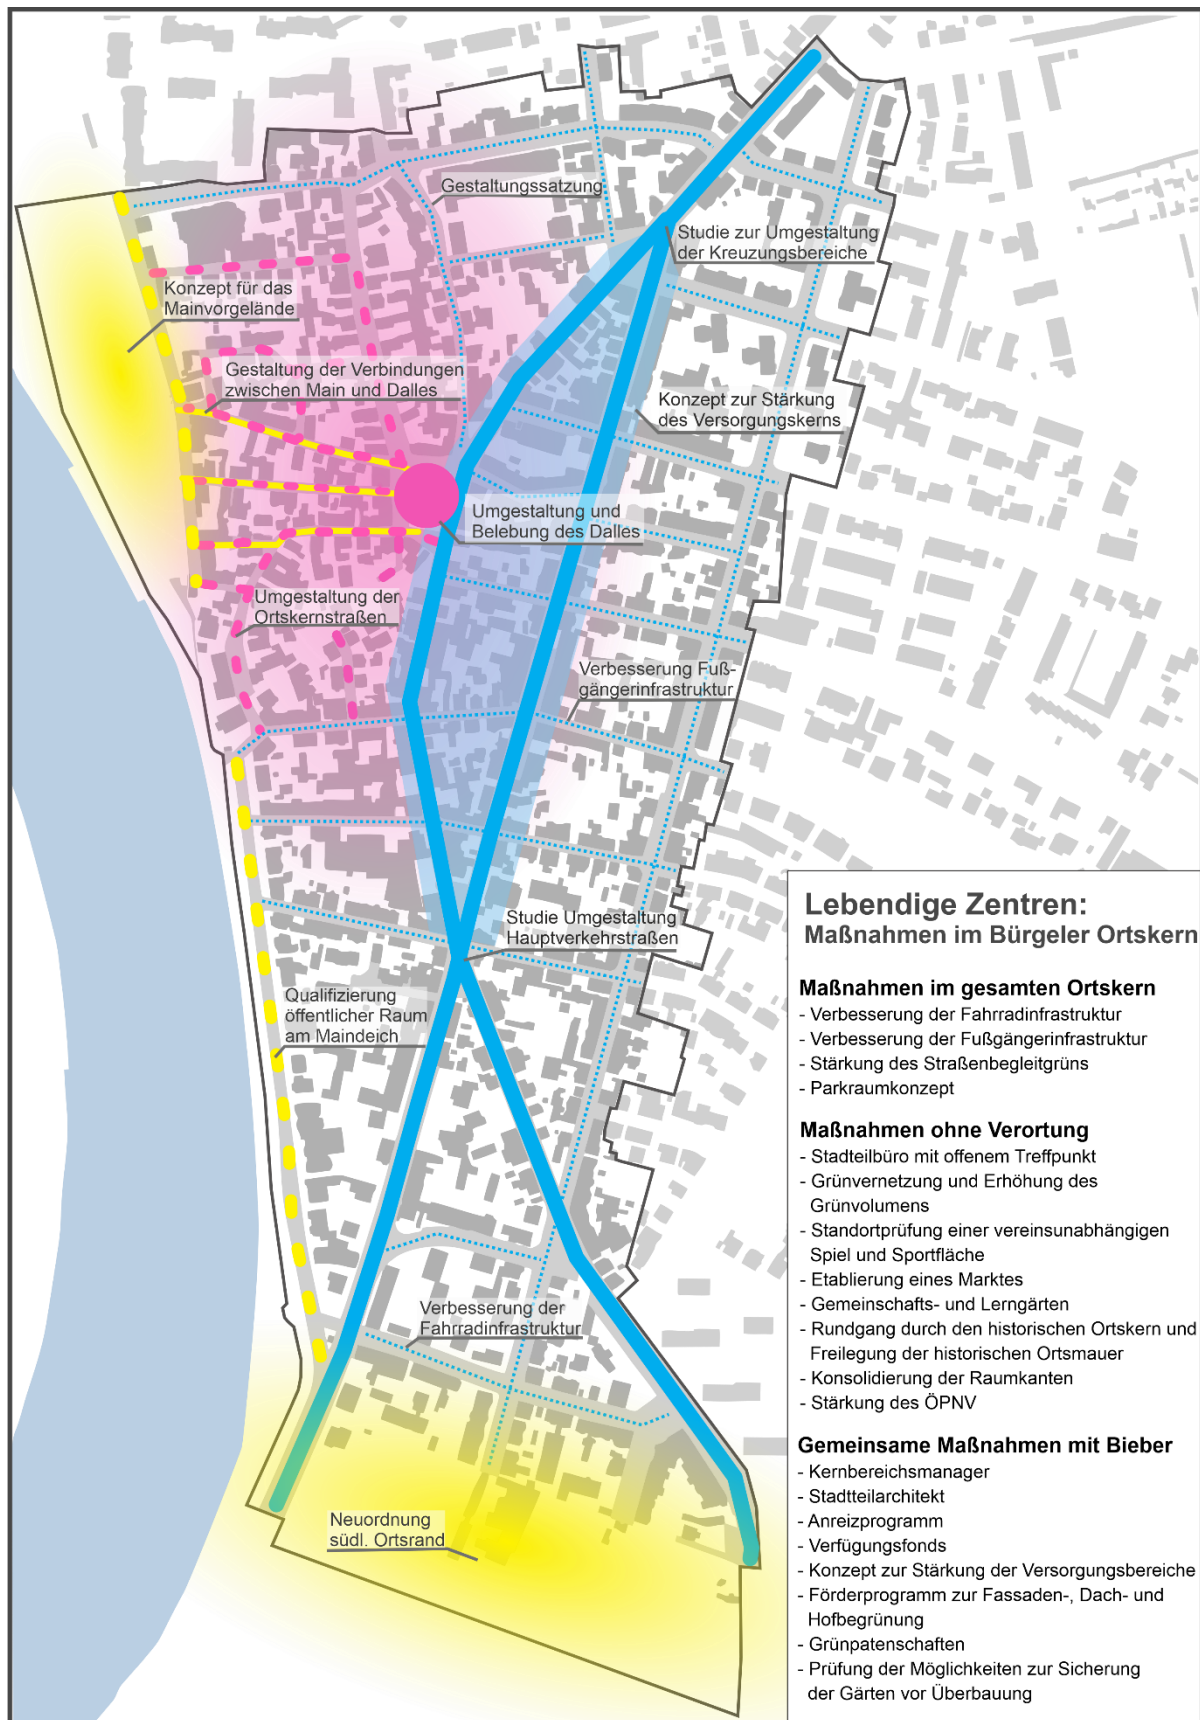 Gestaltungssatzung
Studie zur Umgestaltung
der Kreuzungsbereiche
Konzept für das
Mainvorgelände
Gestaltung der Verbindungen
zwischen Main und Dalles
Konzept zur Stärkung
des Versorgungskerns
Umgestaltung und
Belebung des Dalles
Umgestaltung der
Ortskernstraßen
Verbesserung Fuß-
gängerinfrastruktur
Studie Umgestaltung
Hauptverkehrstraßen
Qualifizierung
öffentlicher Raum
am Maindeich
Verbesserung der
Fahrradinfrastruktur
Neuordnung
südl. Ortsrand
Lebendige Zentren:
Maßnahmen im Bürgeler Ortskern
Maßnahmen im gesamten Ortskern
- Verbesserung der Fahrradinfrastruktur
- Verbesserung der Fußgängerinfrastruktur
- Stärkung des Straßenbegleitgrüns
- Parkraumkonzept
Maßnahmen ohne Verortung
- Stadteilbüro mit offenem Treffpunkt
- Grünvernetzung und Erhöhung des
Grünvolumens
- Standortprüfung einer vereinsunabhängigen
Spiel und Sportfläche
- Etablierung eines Marktes
- Gemeinschafts- und Lerngärten
- Rundgang durch den historischen Ortskern und
Freilegung der historischen Ortsmauer
- Konsolidierung der Raumkanten
- Stärkung des ÖPNV
Gemeinsame Maßnahmen mit Bieber
- Kernbereichsmanager
- Stadtteilarchitekt
- Anreizprogramm
- Verfügungsfonds
- Konzept zur Stärkung der Versorgungsbereiche
- Förderprogramm zur Fassaden-, Dach- und
Hofbegrünung
- Grünpatenschaften
- Prüfung der Möglichkeiten zur Sicherung
der Gärten vor Überbauung